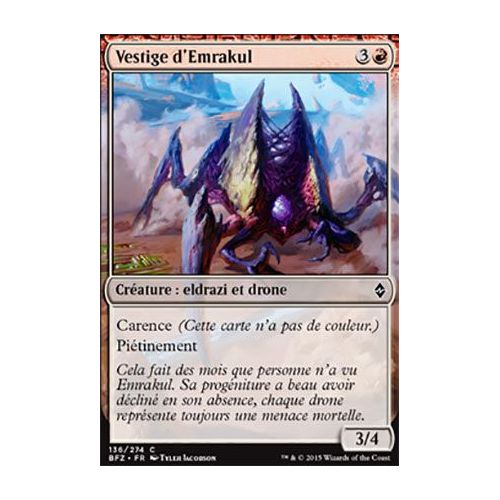 Vestige d'Emrakul 3
Créature : eldrazi et drone
Carence (Cette carte n'a pas de couleur.)
Piétinement
Cela fait des mois que personne n'a vu
Emrakul. Sa progéniture a beau avoir
décliné en son absence, chaque drone
représente toujours une menace mortelle.
3/4
136/274 C
BFZ • FR Tyler Jacobson
™ & © 2015 Wizards of the Coast